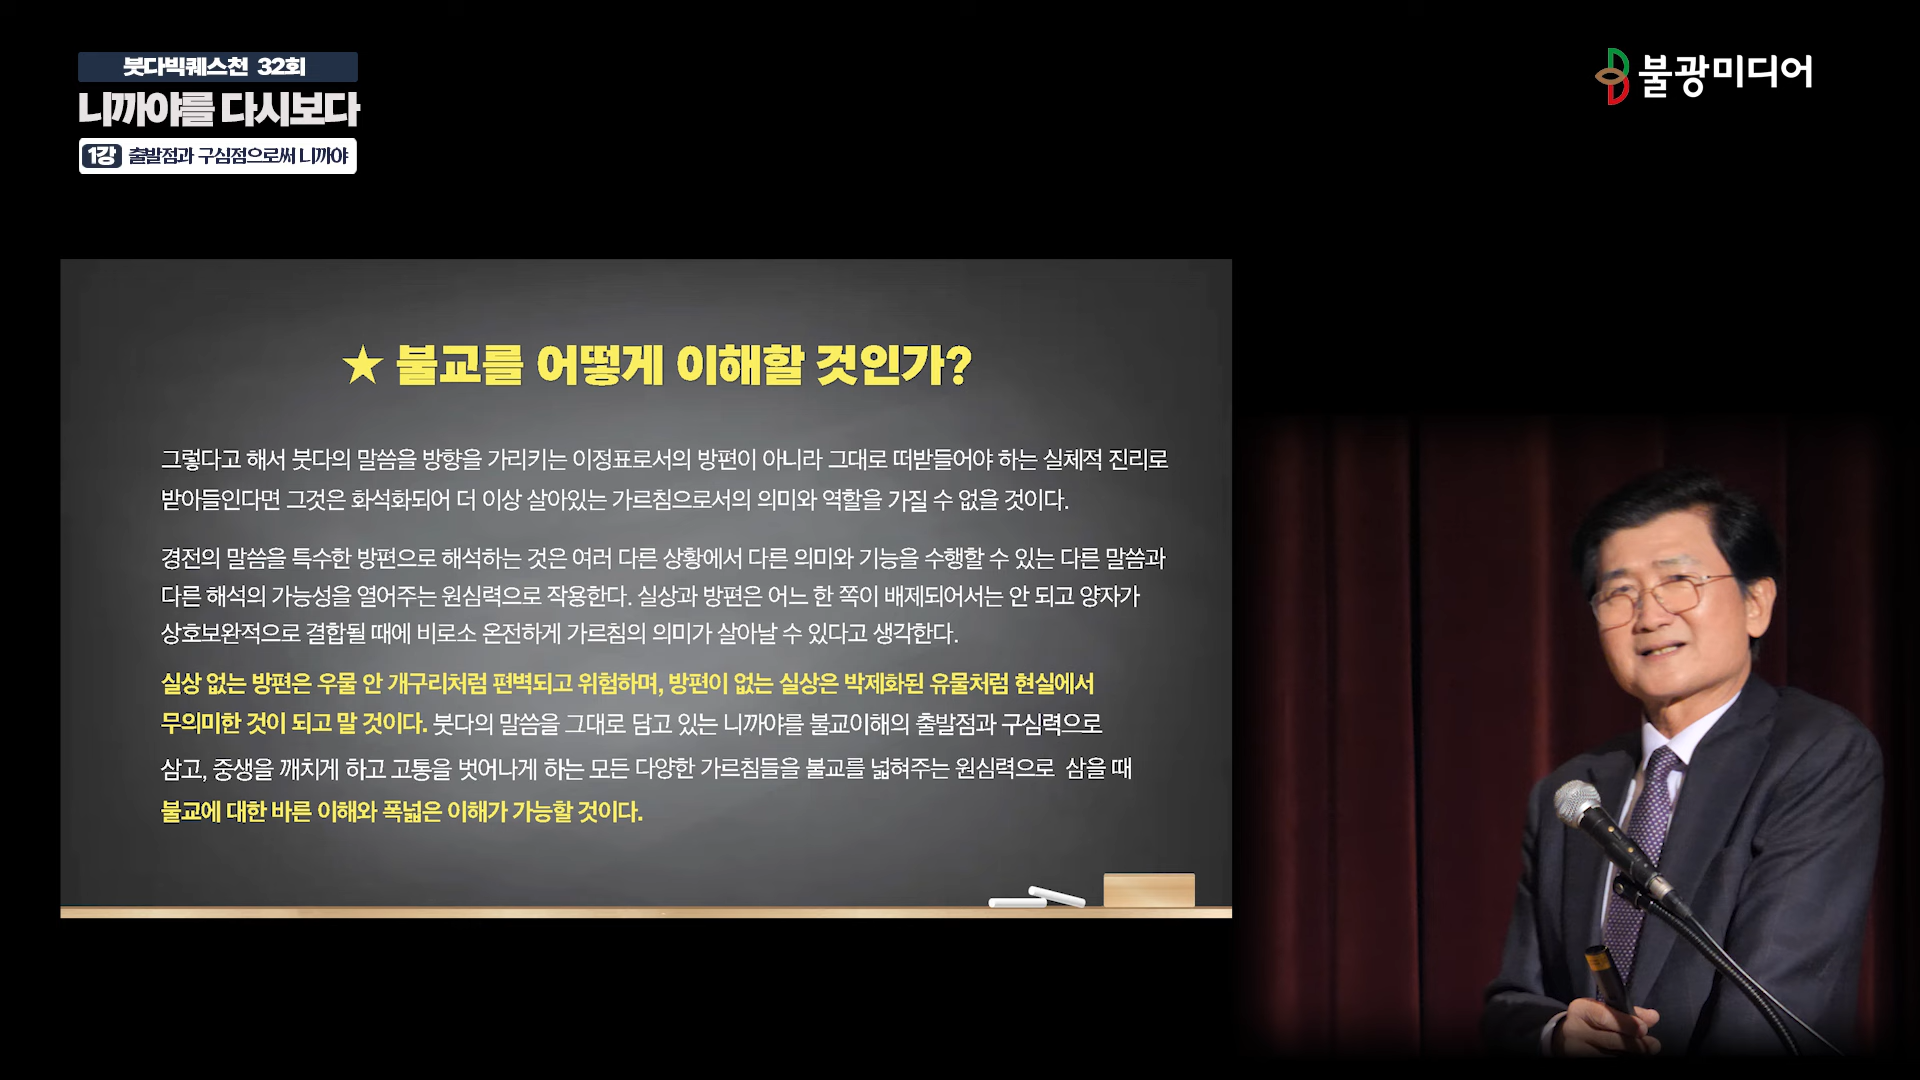 붓다빅퀘스천 32회
니까야를 다시보다
1강 출발점과 구심점으로써 니까야
불광미디어
★ 불교를 어떻게 이해할 것인가?
그렇다고 해서 붓다의 말씀을 방향을 가리키는 이정표로서의 방편이 아니라 그대로 떠받들어야 하는 실체적 진리로
받아들인다면 그것은 화석화되어 더 이상 살아있는 가르침으로서의 의미와 역할을 가질 수 없을 것이다.
경전의 말씀을 특수한 방편으로 해석하는 것은 여러 다른 상황에서 다른 의미와 기능을 수행할 수 있는 다른 말씀과
다른 해석의 가능성을 열어주는 원심력으로 작용한다. 실상과 방편은 어느 한 쪽이 배제되어서는 안 되고 양자가
상호보완적으로 결합될 때에 비로소 온전하게 가르침의 의미가 살아날 수 있다고 생각한다.
실상 없는 방편은 우물 안 개구리처럼 편벽되고 위험하며, 방편이 없는 실상은 박제화된 유물처럼 현실에서
무의미한 것이 되고 말 것이다. 붓다의 말씀을 그대로 담고 있는 니까야를 불교이해의 출발점과 구심력으로
삼고, 중생을 깨치게 하고 고통을 벗어나게 하는 모든 다양한 가르침들을 불교를 넓혀주는 원심력으로 삼을 때
불교에 대한 바른 이해와 폭넓은 이해가 가능할 것이다.